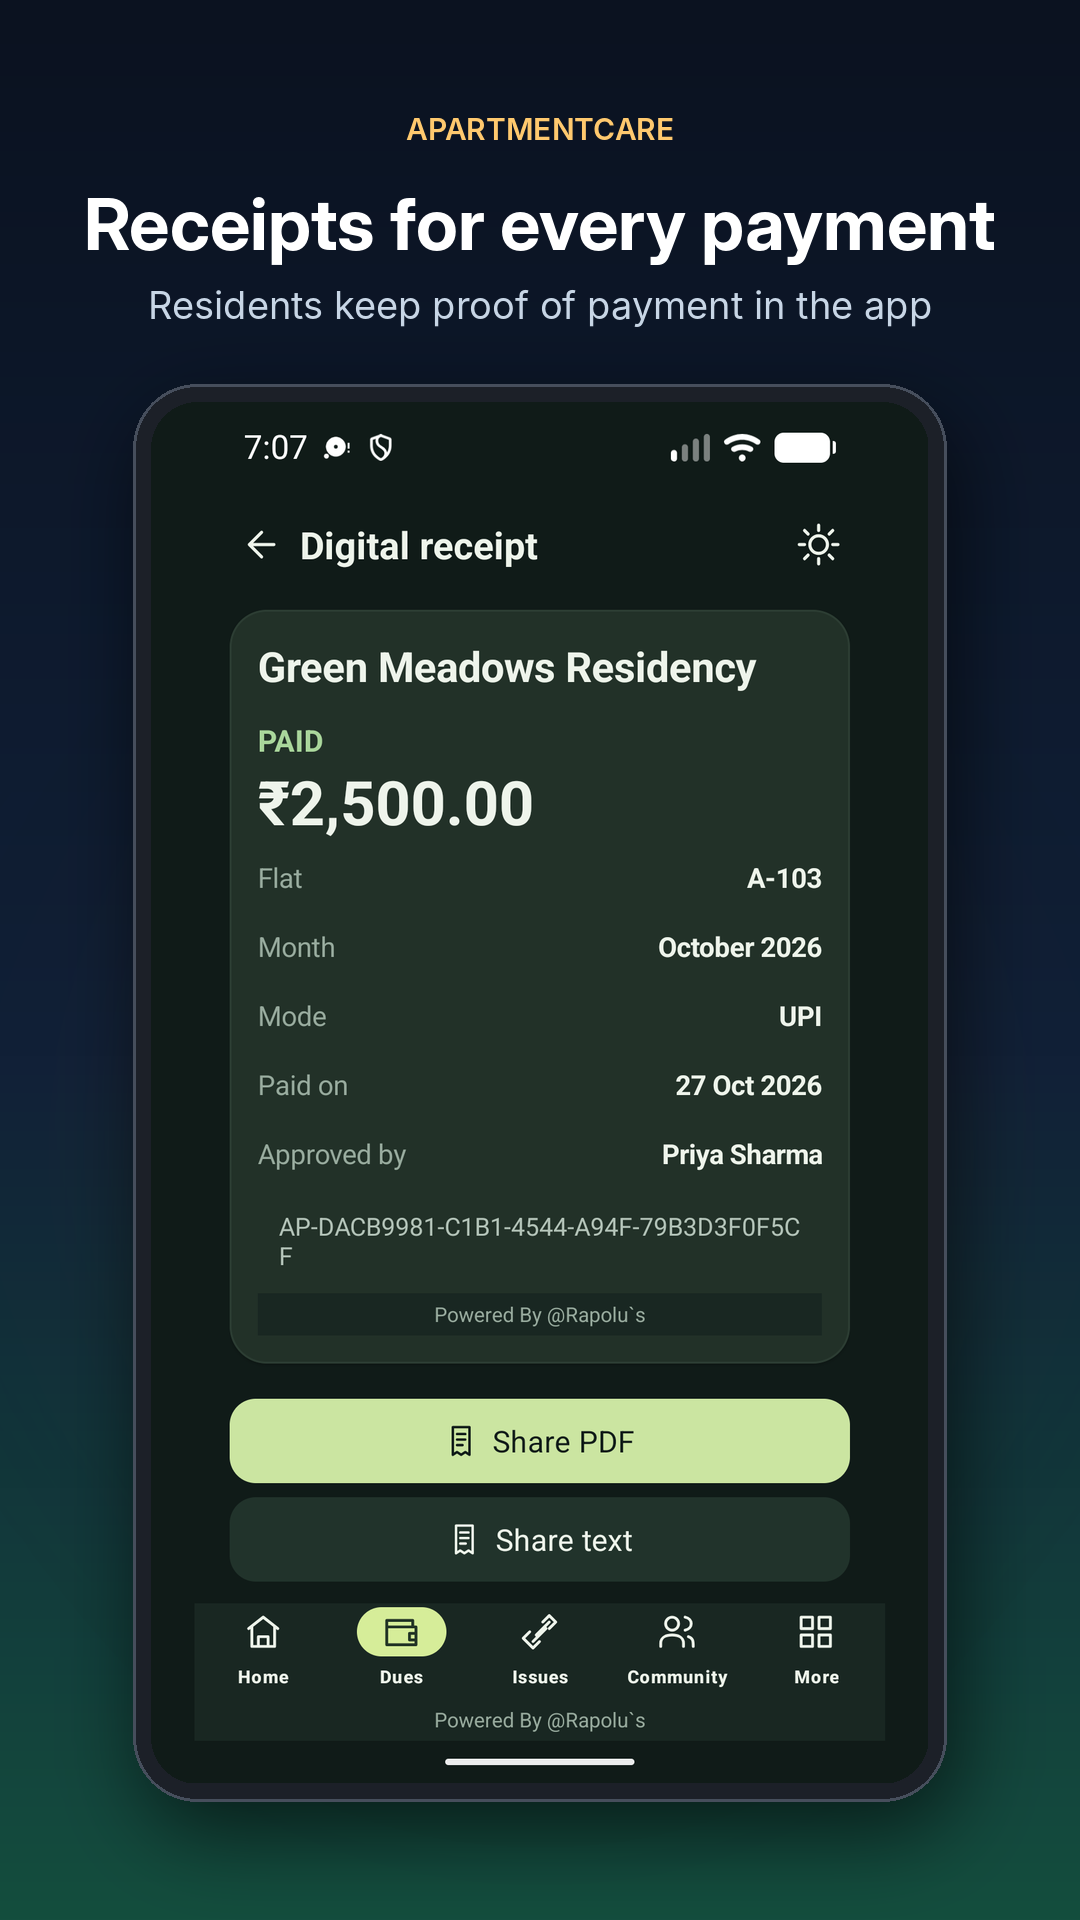 APARTMENTCARE
Receipts for every payment
Residents keep proof of payment in the app
7:07
Digital receipt
Green Meadows Residency
PAID
₹2,500.00
Flat A-103
Month October 2026
Mode UPI
Paid on 27 Oct 2026
Approved by Priya Sharma
AP-DACB9981-C1B1-4544-A94F-79B3D3F0F5C
F
Powered By @Rapolu`s
Share PDF
Share text
Home Dues Issues Community More
Powered By @Rapolu`s